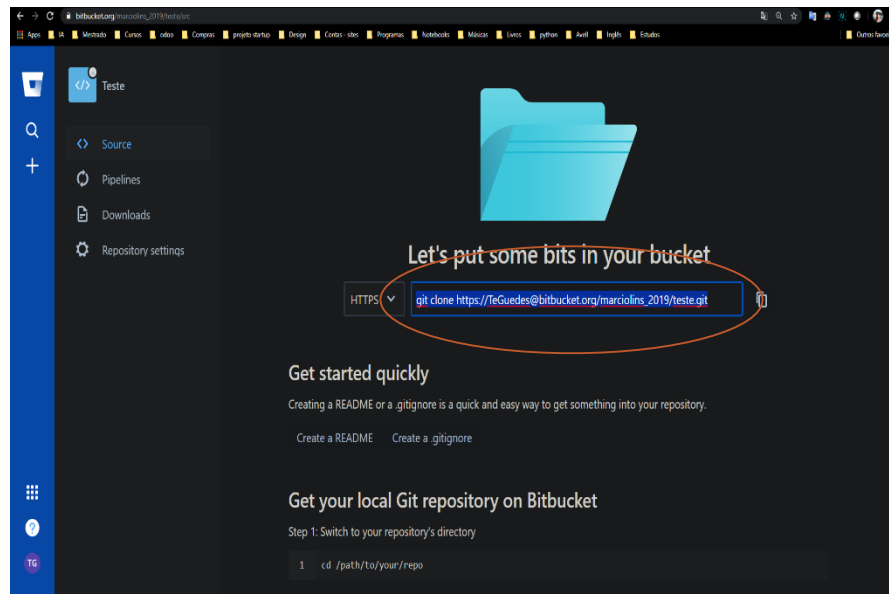 bitbucket.org/marciolins_2019/teste/src
Apps IA Mestrado Cursos odoo Compras projeto startup Design Contas - sites Programas Notebooks Músicas Livros python Avell Inglês Estudos Outros favori
</> Teste
Source
Pipelines
Downloads
Repository settings
Let's put some bits in your bucket
HTTPS git clone https://TeGuedes@bitbucket.org/marciolins_2019/teste.git
Get started quickly
Creating a README or a .gitignore is a quick and easy way to get something into your repository.
Create a README Create a .gitignore
Get your local Git repository on Bitbucket
Step 1: Switch to your repository's directory
1 cd /path/to/your/repo
TG